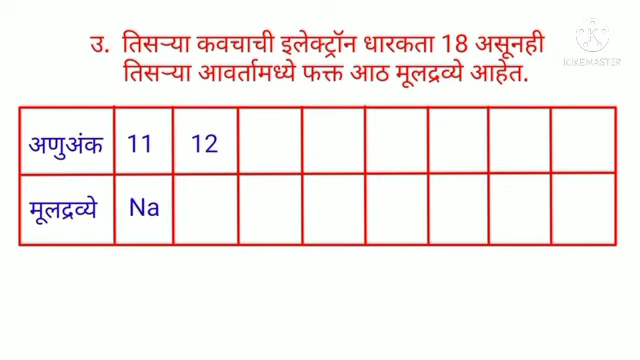 उ. तिसऱ्या कवचाची इलेक्ट्रॉन धारकता 18 असूनही
तिसऱ्या आवर्तामध्ये फक्त आठ मूलद्रव्ये आहेत.
KINEMASTER
अणुअंक 11 12
मूलद्रव्ये Na